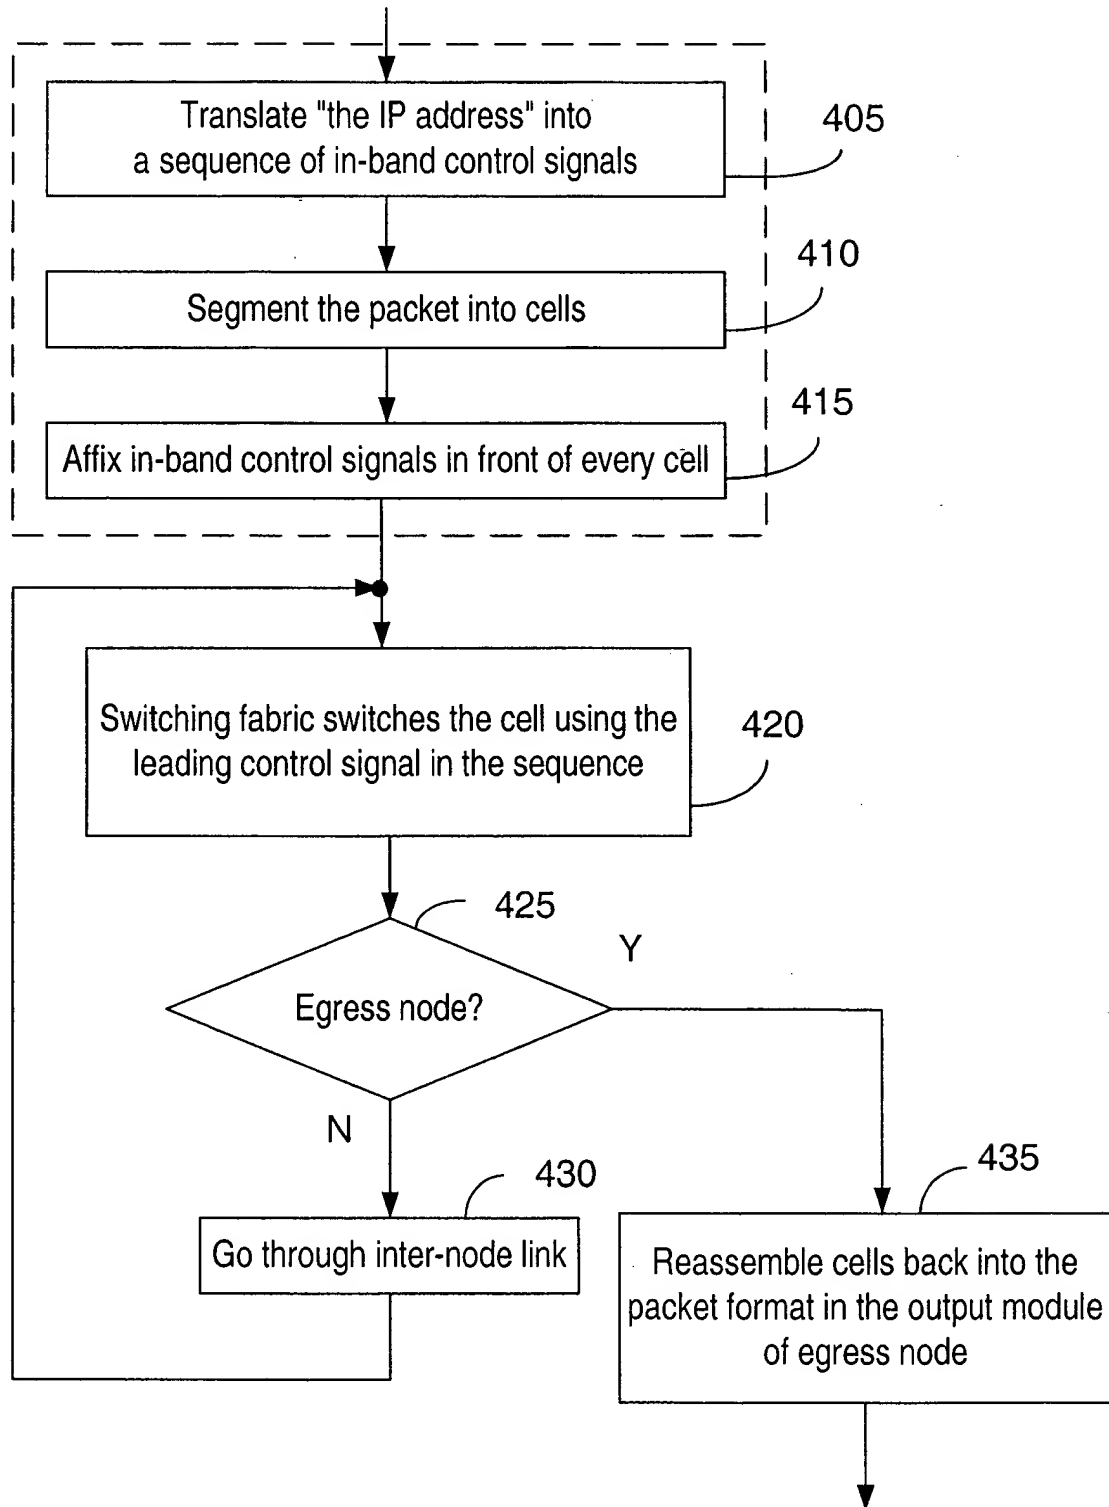 Translate "the IP address" into
a sequence of in-band control signals
405
Segment the packet into cells
410
Affix in-band control signals in front of every cell
415
Switching fabric switches the cell using the
leading control signal in the sequence
420
425
Egress node?
Y
N
430
Go through inter-node link
435
Reassemble cells back into the
packet format in the output module
of egress node